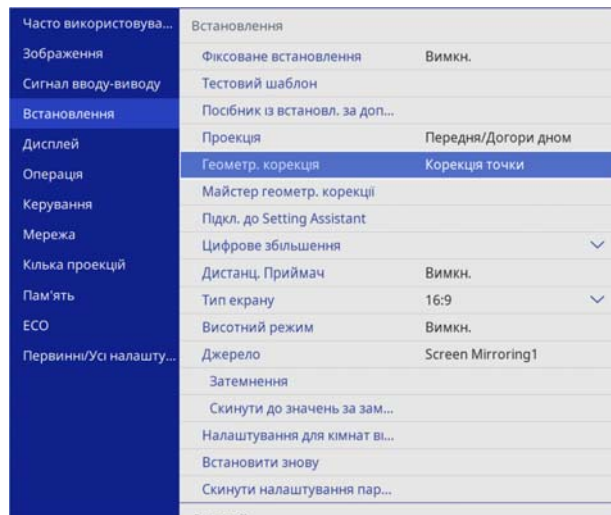 Часто використовува...
Зображення
Сигнал вводу-виводу
Встановлення
Дисплей
Операція
Керування
Мережа
Кілька проекцій
Пам'ять
ECO
Первинні/Усі налашту...
Встановлення
Фіксоване встановлення Вимкн.
Тестовий шаблон
Посібник із встановл. за доп...
Проекція Передня/Догори дном
Геометр. корекція Корекція точки
Майстер геометр. корекції
Підкл. до Setting Assistant
Цифрове збільшення
Дистанц. Приймач Вимкн.
Тип екрану 16:9
Висотний режим Вимкн.
Джерело Screen Mirroring1
Затемнення
Скинути до значень за зам...
Налаштування для кімнат ві...
Встановити знову
Скинути налаштування пар...